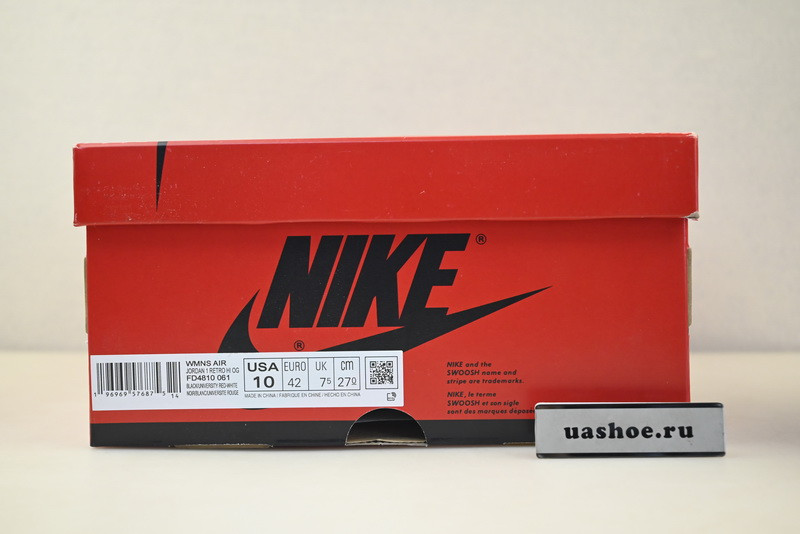 NIKE®
®
WMNS AIR
JORDAN 1 RETRO HI OG
FD4810 061
BLACK/UNIVERSITY RED-WHITE
NOIR/BLANC/UNIVERSITE ROUGE
1 96969 57687 5 14
USA
10
EURO
42
UK
7.5
cm
27.0
MADE IN CHINA / FABRIQUE EN CHINE / HECHO EN CHINA
NIKE and the
SWOOSH name and
stripe are trademarks.
NIKE, le terme
SWOOSH et son sigle
sont des marques déposé
uashoe.ru